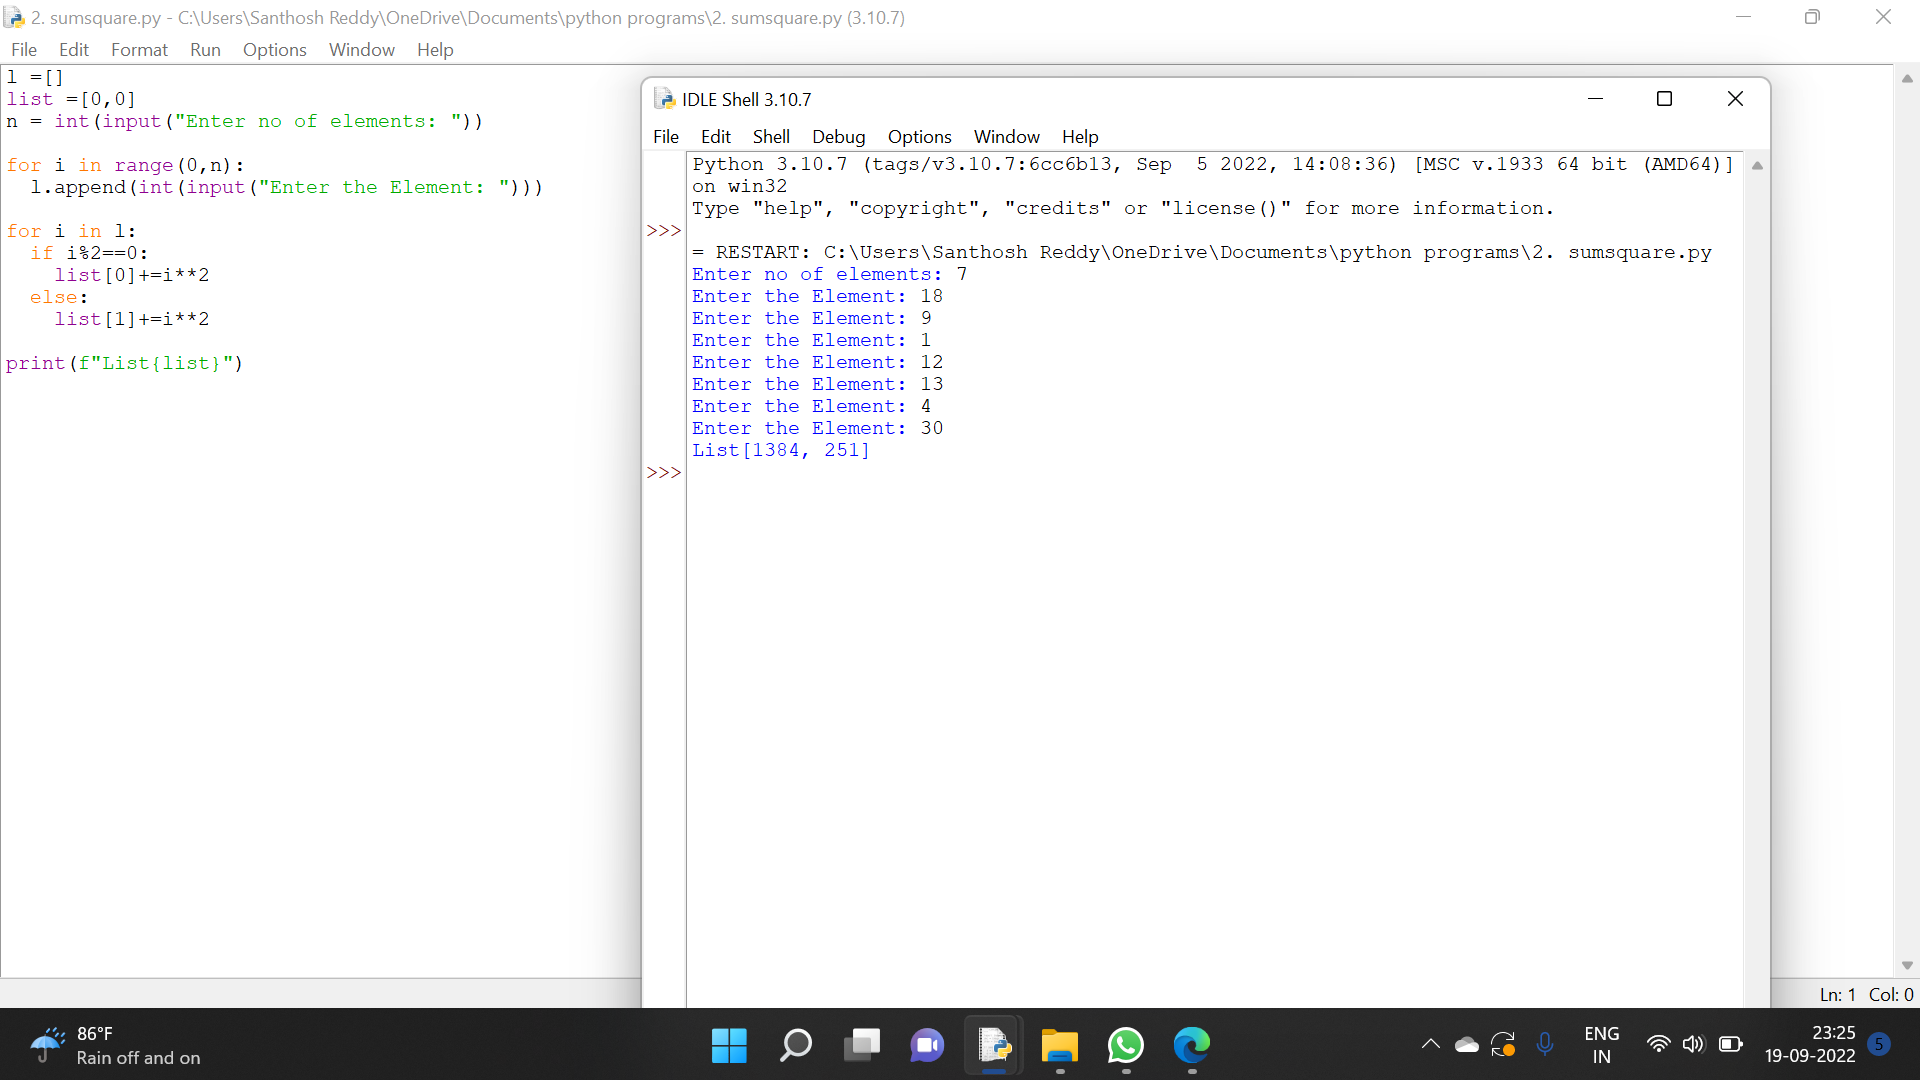 2. sumsquare.py - C:\Users\Santhosh Reddy\OneDrive\Documents\python programs\2. sumsquare.py (3.10.7)
File Edit Format Run Options Window Help
l =[]
list =[0,0]
n = int(input("Enter no of elements: "))
for i in range(0,n):
  l.append(int(input("Enter the Element: ")))
for i in l:
  if i%2==0:
    list[0]+=i**2
  else:
    list[1]+=i**2
print(f"List{list}")
IDLE Shell 3.10.7
File Edit Shell Debug Options Window Help
Python 3.10.7 (tags/v3.10.7:6cc6b13, Sep  5 2022, 14:08:36) [MSC v.1933 64 bit (AMD64)]
on win32
Type "help", "copyright", "credits" or "license()" for more information.
>>>
= RESTART: C:\Users\Santhosh Reddy\OneDrive\Documents\python programs\2. sumsquare.py
Enter no of elements: 7
Enter the Element: 18
Enter the Element: 9
Enter the Element: 1
Enter the Element: 12
Enter the Element: 13
Enter the Element: 4
Enter the Element: 30
List[1384, 251]
>>>
Ln: 1 Col: 0
86°F
Rain off and on
ENG
IN
23:25
19-09-2022
5